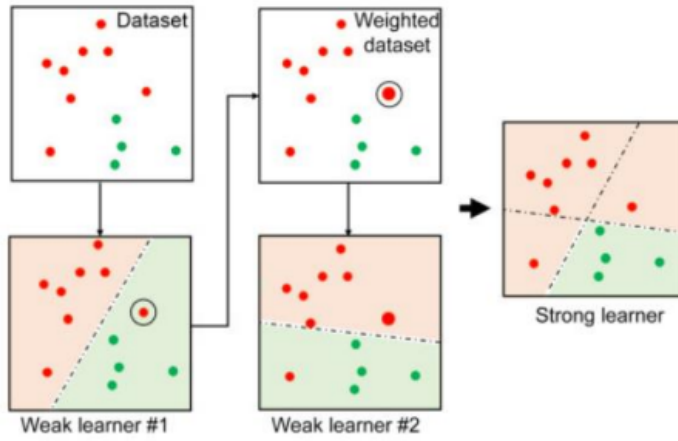 Dataset
Weighted
dataset
Weak learner #1
Weak learner #2
Strong learner